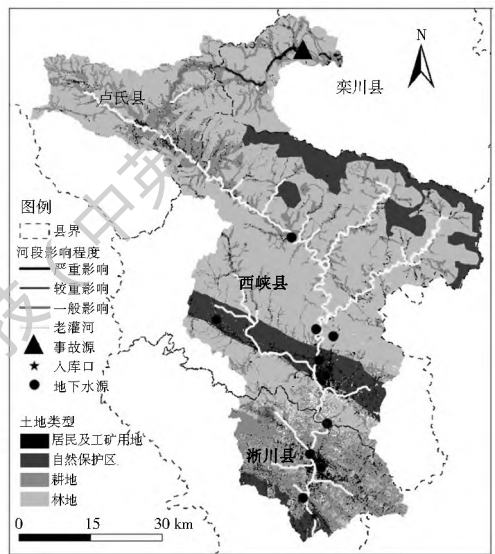 N
栾川县
卢氏县
西峡县
淅川县
图例
县界
河段影响程度
严重影响
较重影响
一般影响
老灌河
事故源
入库口
地下水源
土地类型
居民及工矿用地
自然保护区
耕地
林地
0 15 30 km
技（中英